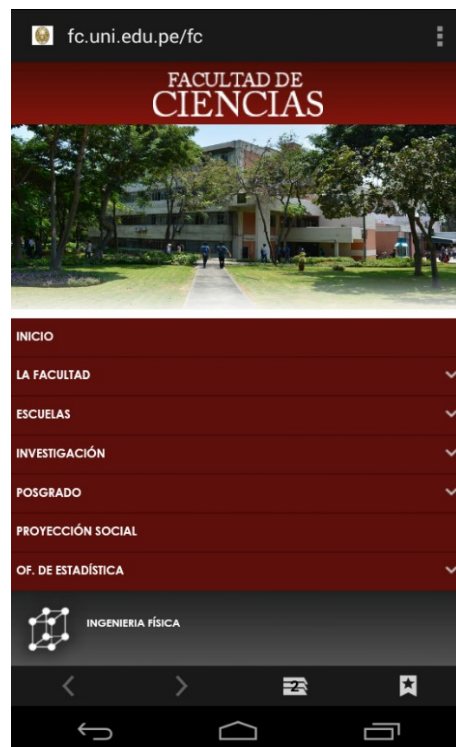 fc.uni.edu.pe/fc
FACULTAD DE
CIENCIAS
INICIO
LA FACULTAD
ESCUELAS
INVESTIGACIÓN
POSGRADO
PROYECCIÓN SOCIAL
OF. DE ESTADÍSTICA
INGENIERIA FÍSICA
2